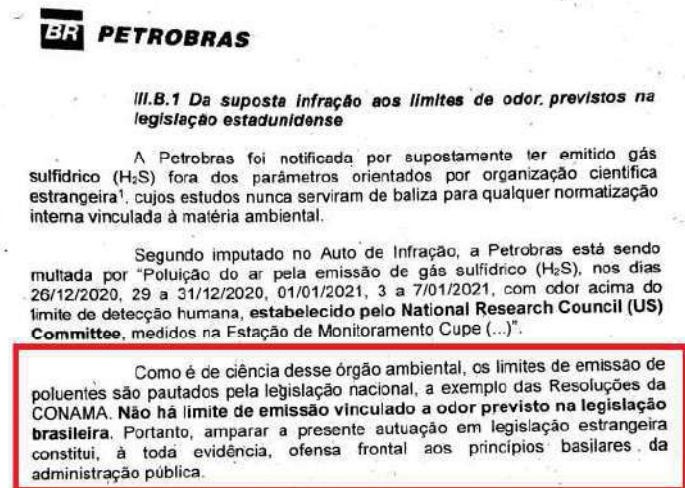 BR PETROBRAS
III.B.1 Da suposta infração aos limites de odor. previstos na
legislação estadunidense
A Petrobras foi notificada por supostamente ter emitido gás
sulfídrico (H₂S) fora dos parâmetros orientados por organização científica
estrangeira¹, cujos estudos nunca serviram de baliza para qualquer normatização
interna vinculada à matéria ambiental.
Segundo imputado no Auto de Infração, a Petrobras está sendo
multada por "Poluição do ar pela emissão de gás sulfídrico (H₂S), nos dias
26/12/2020, 29 a 31/12/2020, 01/01/2021, 3 a 7/01/2021, com odor acima do
limite de detecção humana, estabelecido pelo National Research Council (US)
Committee, medidos na Estação de Monitoramento Cupe (...)".
Como é de ciência desse órgão ambiental, os limites de emissão de
poluentes são pautados pela legislação nacional, a exemplo das Resoluções da
CONAMA. Não há limite de emissão vinculado a odor previsto na legislação
brasileira. Portanto, amparar a presente autuação em legislação estrangeira
constitui, à toda evidência, ofensa frontal aos princípios basilares da
administração pública.